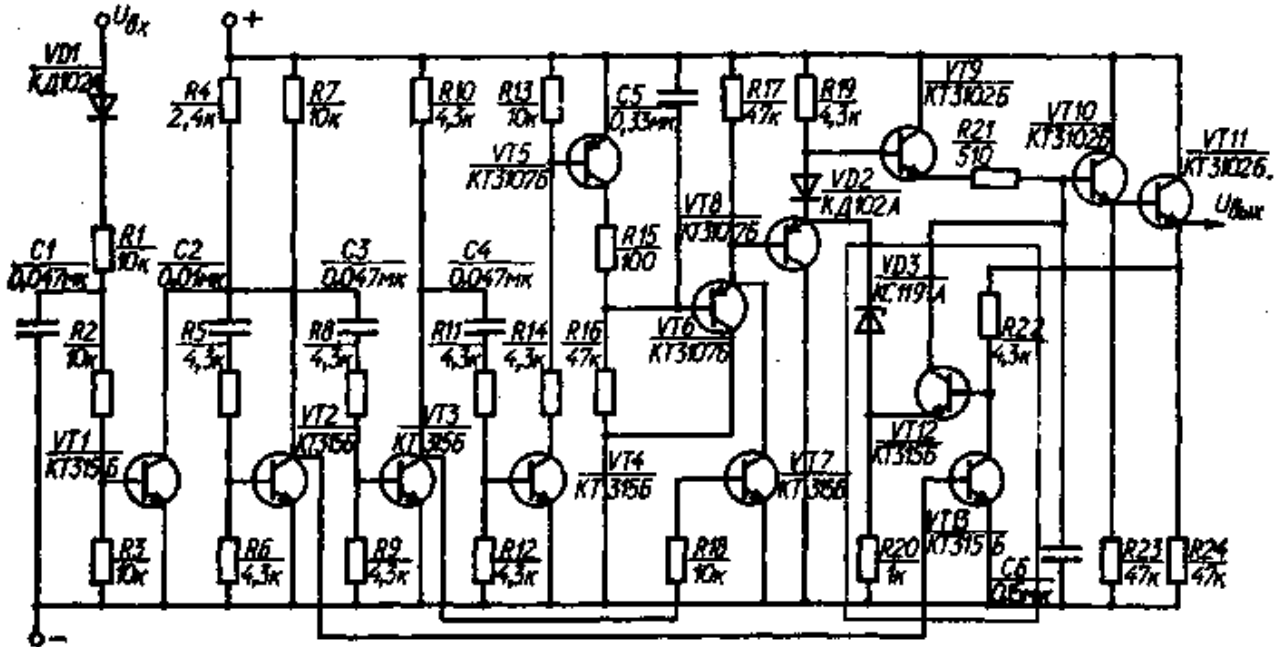 Uвх
+
VD1
КД102А
R4
2,4к
R7
10к
R10
4,3к
R13
10к
C5
0,33мк
R17
47к
R19
4,3к
VT9
КТ3102Б
VT10
КТ3102Б
R21
510
VT11
КТ3102Б
VT5
КТ3107Б
VD2
КД102А
Uвых
VT8
КТ3107Б
C1
0,047мк
R1
10к
C2
0,01мк
C3
0,047мк
C4
0,047мк
R15
100
VD3
КС119А
R2
10к
R5
4,3к
R8
4,3к
R11
4,3к
R14
4,3к
R16
47к
VT6
КТ3107Б
R22
4,3к
VT1
КТ315Б
VT2
КТ315Б
VT3
КТ315Б
VT4
КТ315Б
VT7
КТ315Б
VT12
КТ315Б
VT13
КТ315Б
R3
10к
R6
4,3к
R9
4,3к
R12
4,3к
R18
10к
R20
1к
C6
R23
47к
R24
47к
-